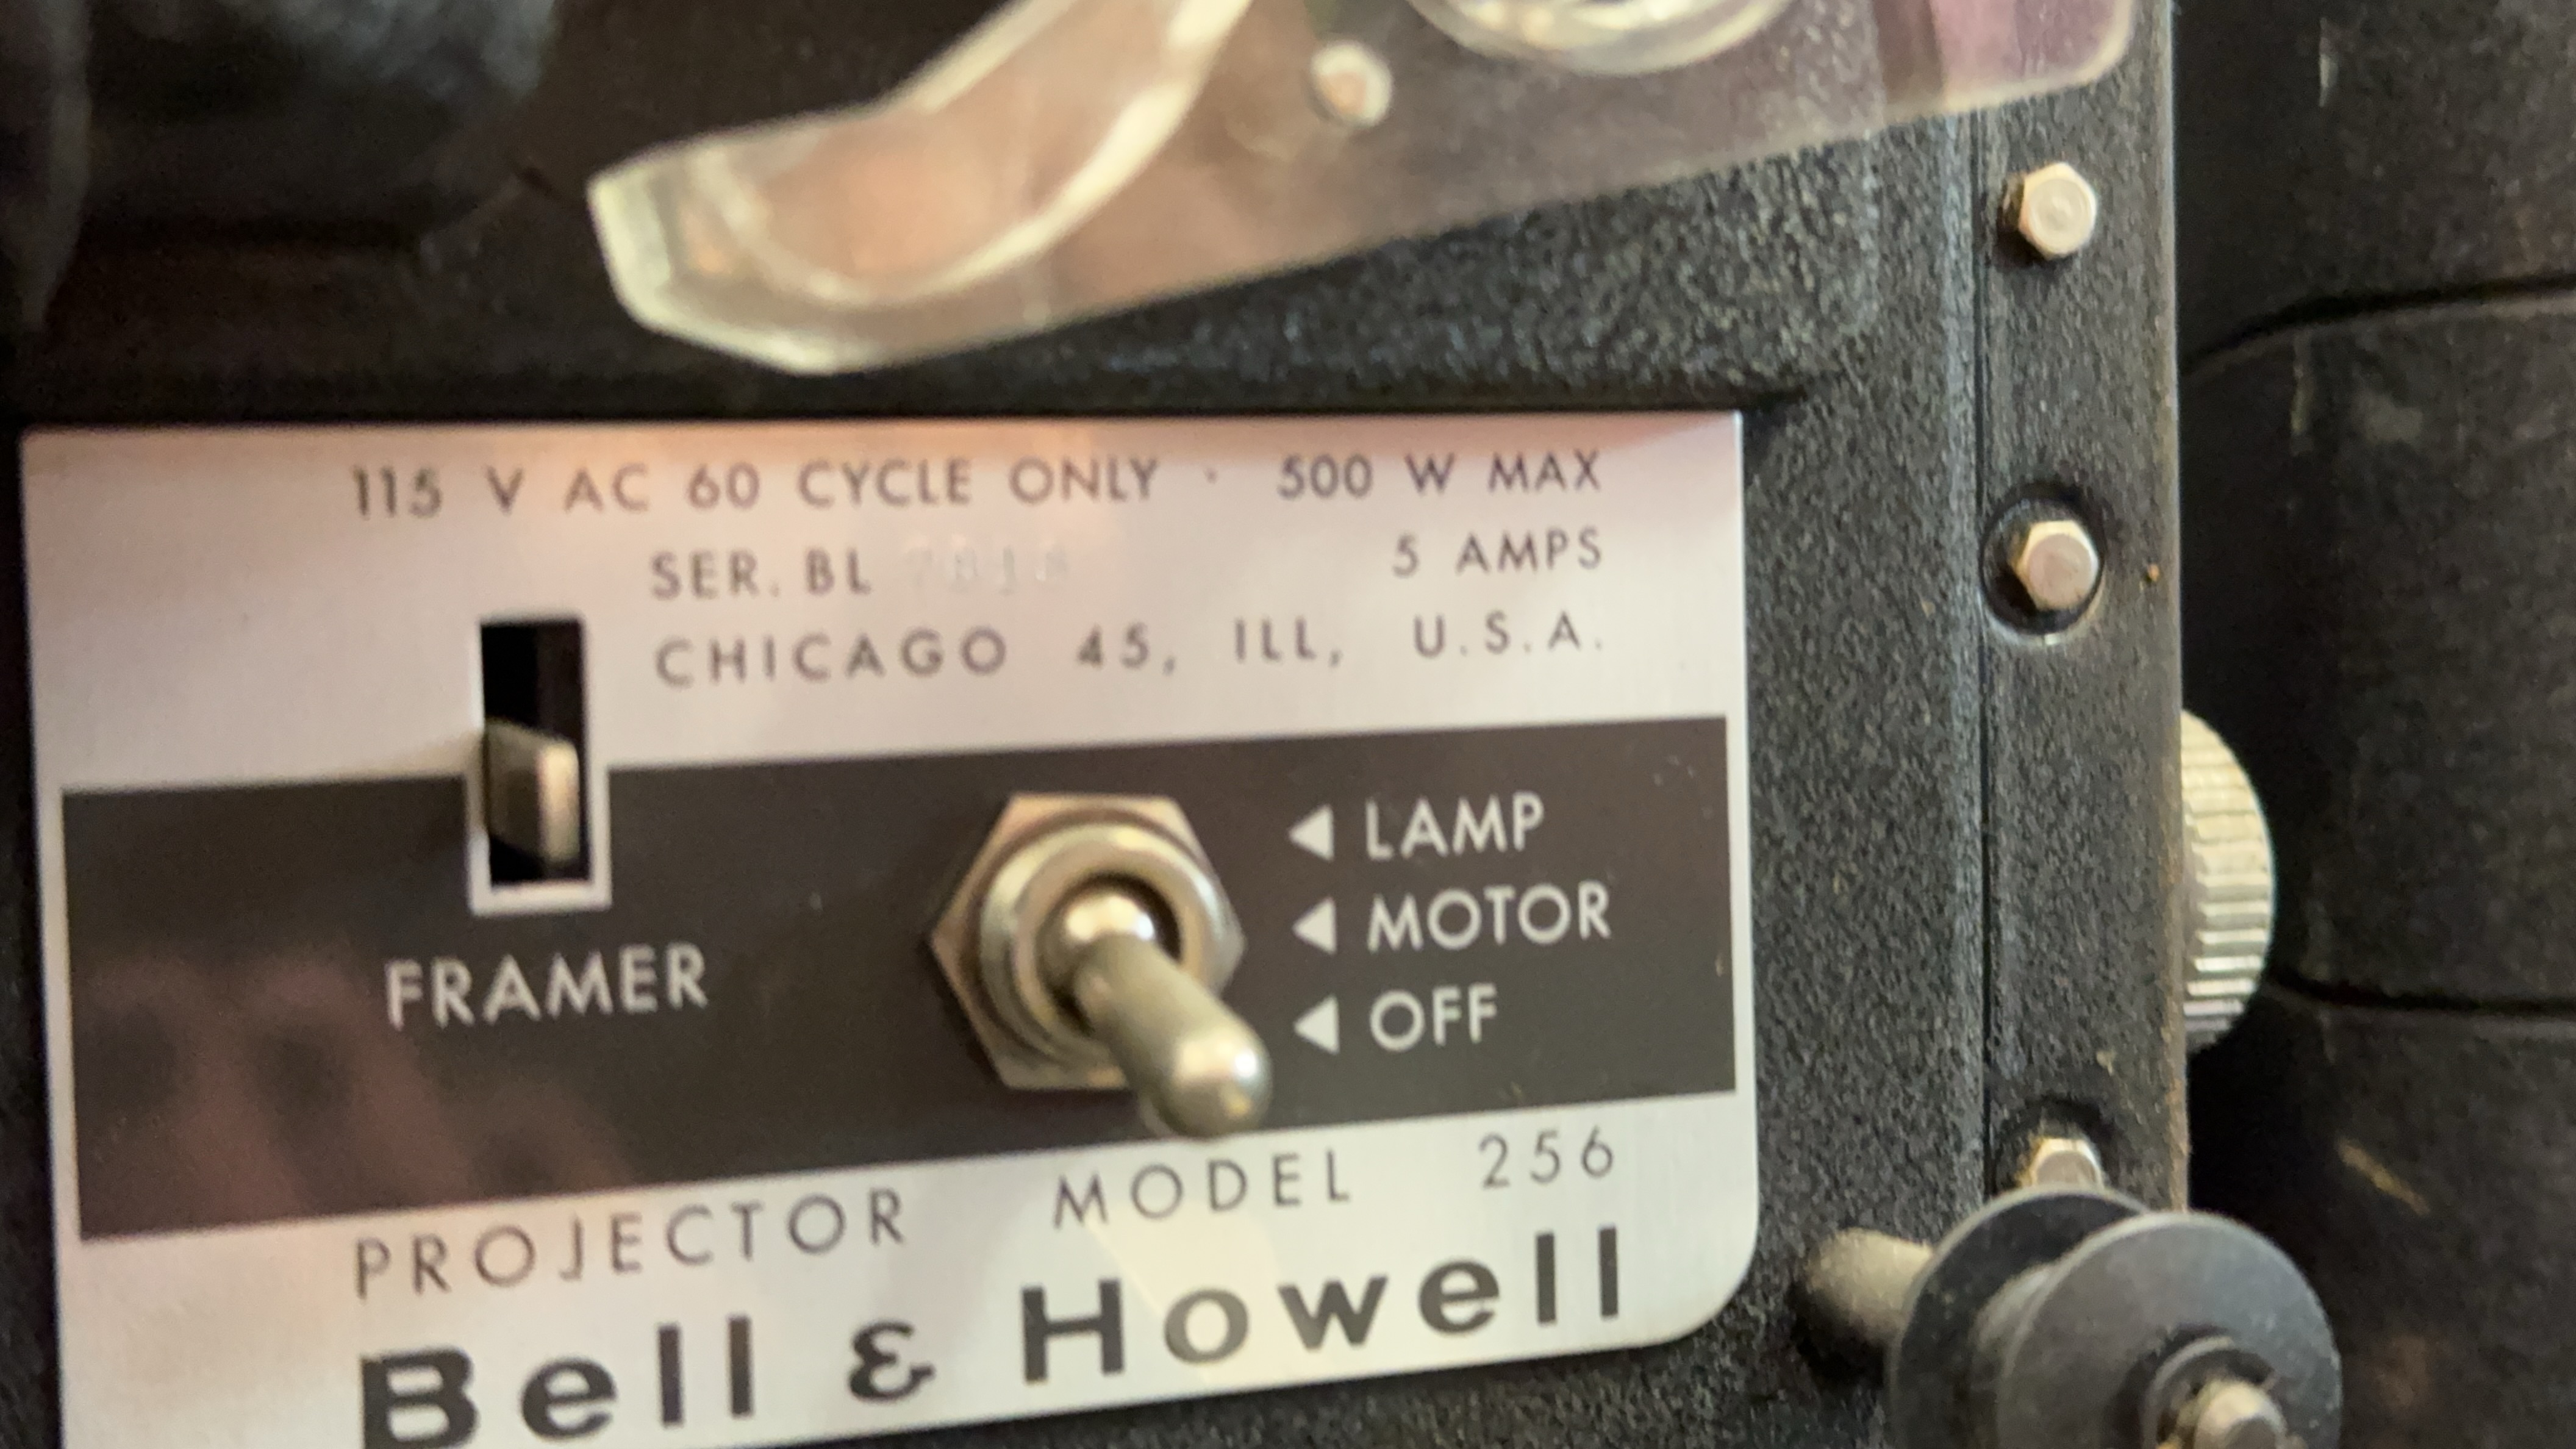 115 V AC 60 CYCLE ONLY · 500 W MAX
SER. BL 5 AMPS
CHICAGO 45, ILL, U.S.A.
LAMP
MOTOR
OFF
FRAMER
PROJECTOR MODEL 256
Bell & Howell